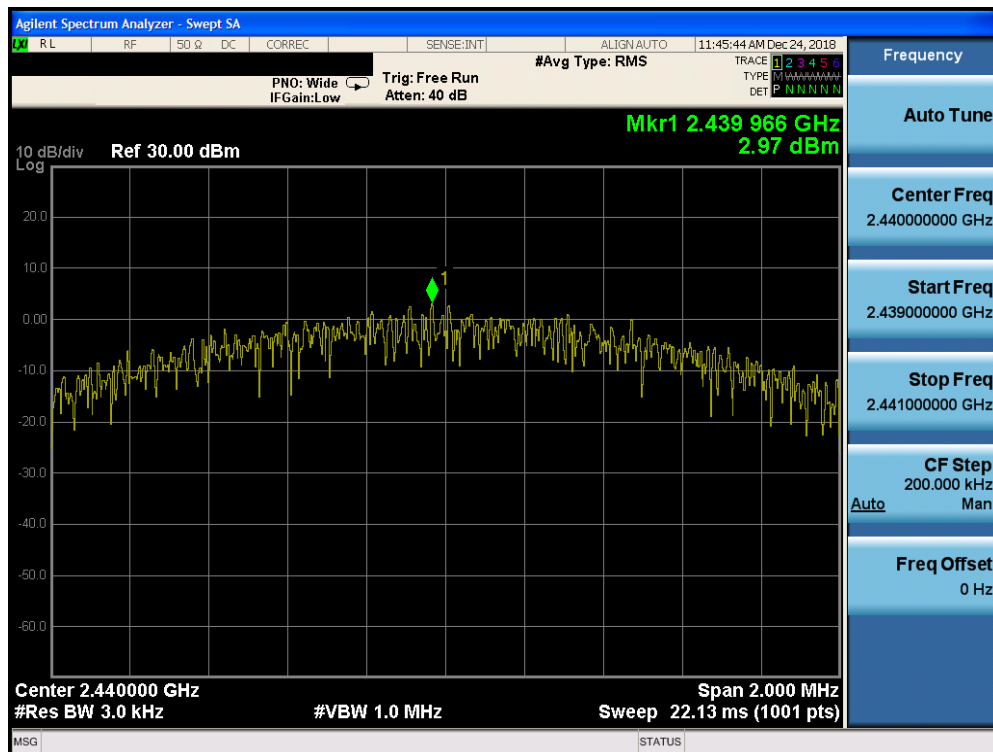 Agilent Spectrum Analyzer - Swept SA
LXI RL RF 50 Ω DC CORREC SENSE:INT ALIGN AUTO 11:45:44 AM Dec 24, 2018
Frequency
#Avg Type: RMS
TRACE 1 2 3 4 5 6
TYPE M WWWWW
DET P N N N N N
PNO: Wide
IFGain:Low
Trig: Free Run
Atten: 40 dB
Mkr1 2.439 966 GHz
2.97 dBm
10 dB/div
Log
Ref 30.00 dBm
20.0
10.0
0.00
-10.0
-20.0
-30.0
-40.0
-50.0
-60.0
1
Center 2.440000 GHz
Span 2.000 MHz
#Res BW 3.0 kHz
#VBW 1.0 MHz
Sweep 22.13 ms (1001 pts)
Auto Tune
Center Freq
2.440000000 GHz
Start Freq
2.439000000 GHz
Stop Freq
2.441000000 GHz
CF Step
200.000 kHz
Auto Man
Freq Offset
0 Hz
MSG
STATUS